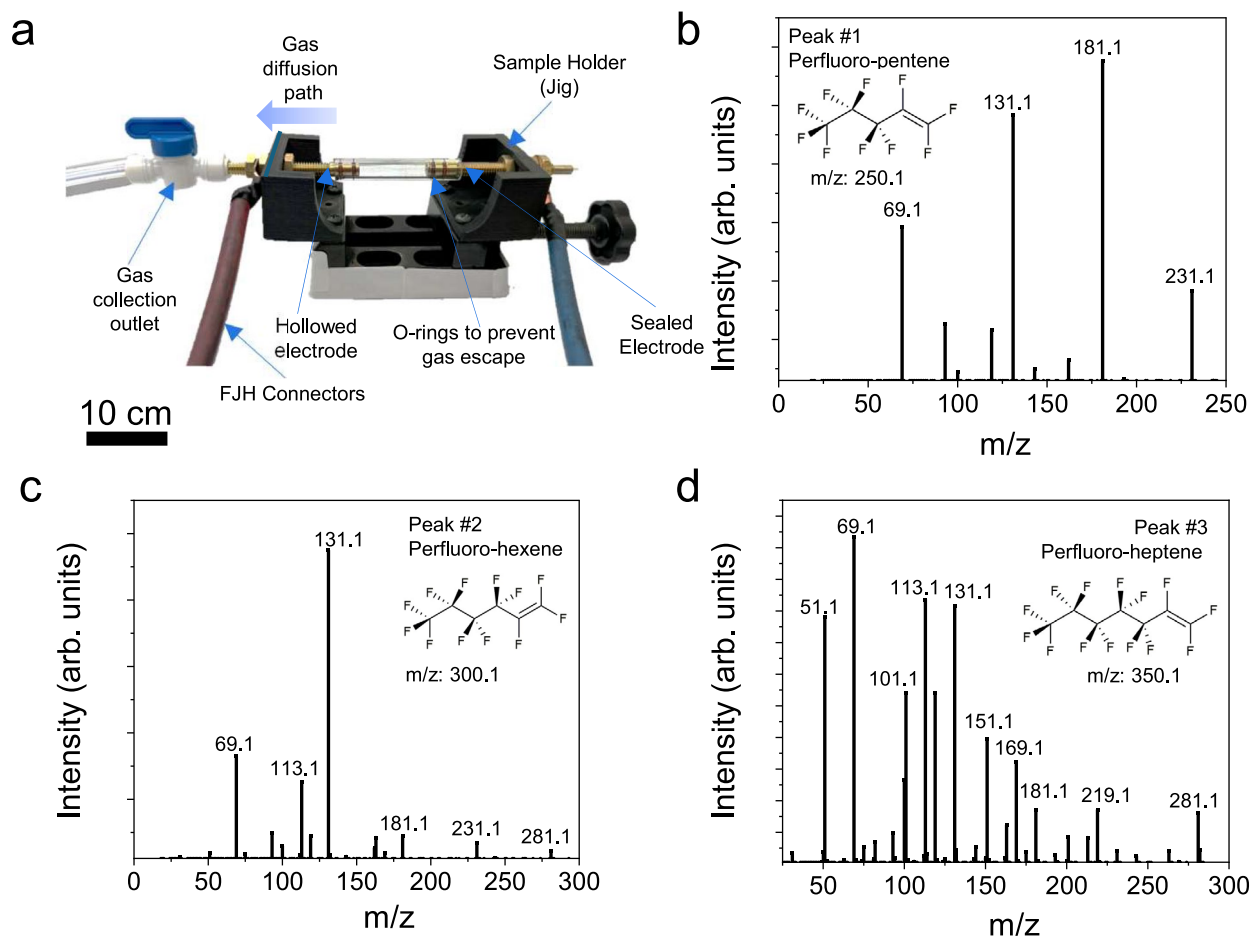 a
Gas
diffusion
path
Sample Holder
(Jig)
Gas
collection
outlet
Hollowed
electrode
O-rings to prevent
gas escape
Sealed
Electrode
FJH Connectors
10 cm
b
Peak #1
Perfluoro-pentene
F F F F F F F F F F
m/z: 250.1
69.1
131.1
181.1
231.1
Intensity (arb. units)
0 50 100 150 200 250
m/z
c
Peak #2
Perfluoro-hexene
F F F F F F F F F F F F
m/z: 300.1
69.1
113.1
131.1
181.1
231.1
281.1
Intensity (arb. units)
0 50 100 150 200 250 300
m/z
d
Peak #3
Perfluoro-heptene
F F F F F F F F F F F F F F
m/z: 350.1
51.1
69.1
101.1
113.1
131.1
151.1
169.1
181.1
219.1
281.1
Intensity (arb. units)
50 100 150 200 250 300
m/z